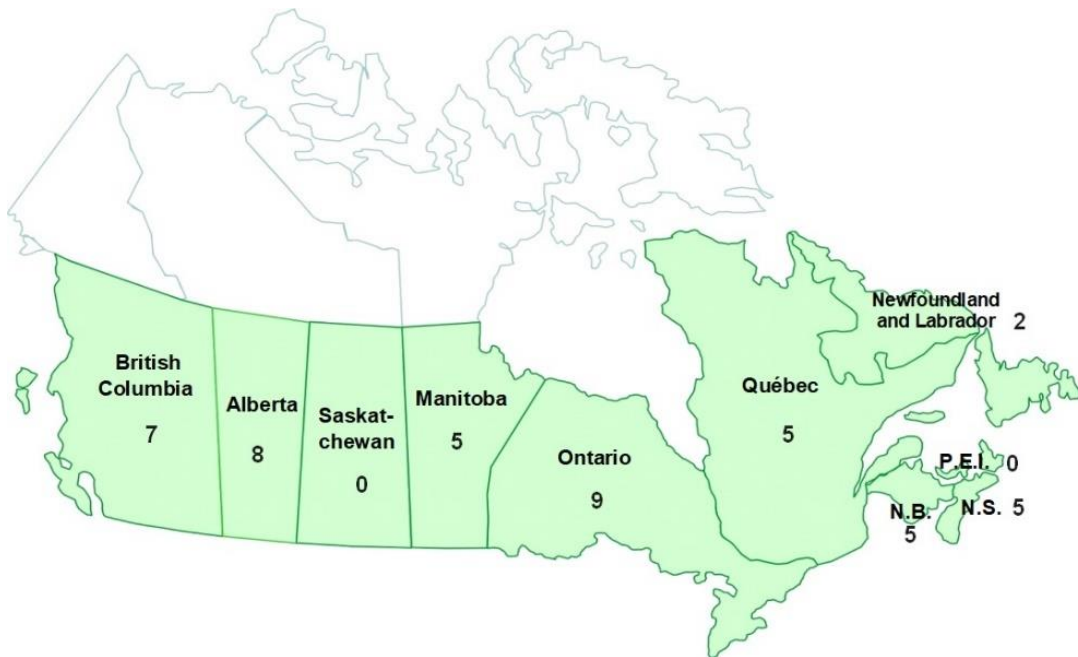 British
Columbia
7
Alberta
8
Saskat-
chewan
0
Manitoba
5
Ontario
9
Québec
5
Newfoundland
and Labrador 2
P.E.I. 0
N.B.
5
N.S. 5